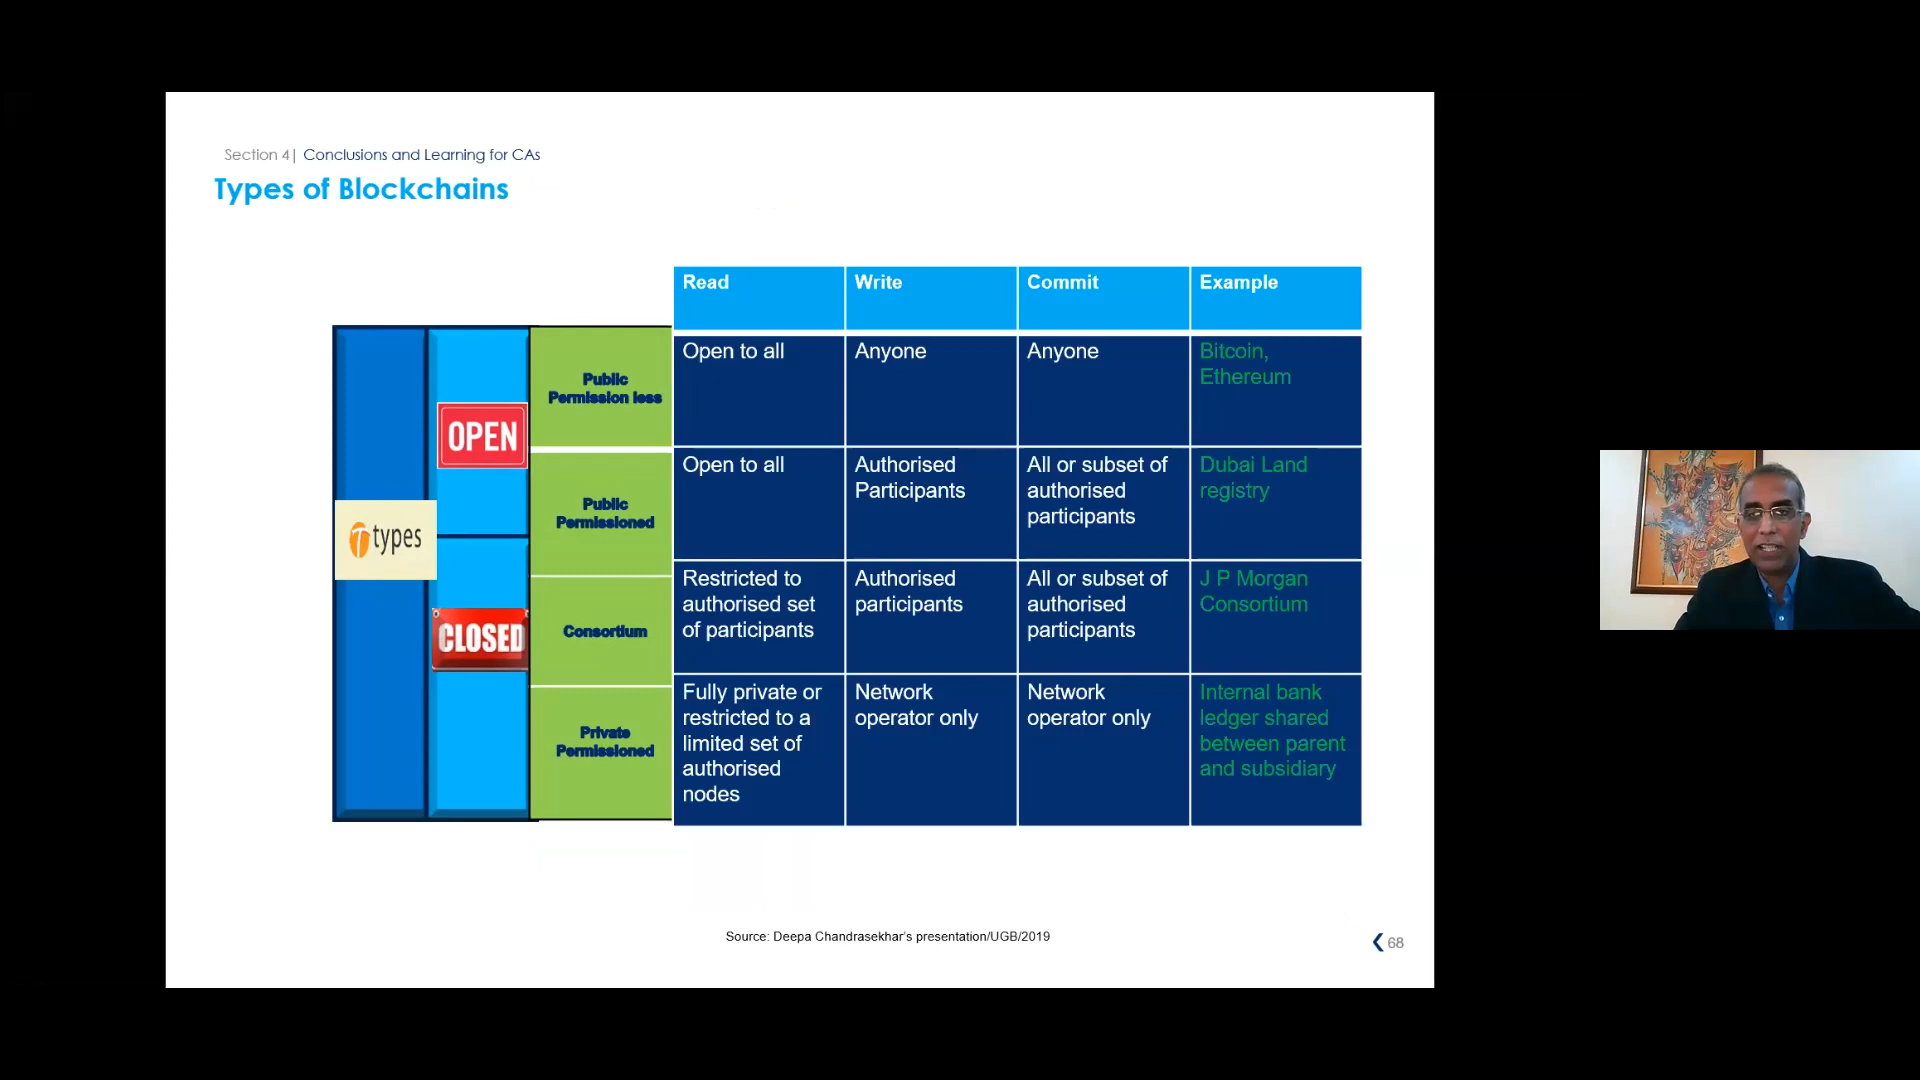 Section 4| Conclusions and Learning for CAs
Types of Blockchains
Read
Write
Commit
Example
types
OPEN
CLOSED
Public
Permission less
Open to all
Anyone
Anyone
Bitcoin,
Ethereum
Public
Permissioned
Open to all
Authorised
Participants
All or subset of
authorised
participants
Dubai Land
registry
Consortium
Restricted to
authorised set
of participants
Authorised
participants
All or subset of
authorised
participants
J P Morgan
Consortium
Private
Permissioned
Fully private or
restricted to a
limited set of
authorised
nodes
Network
operator only
Network
operator only
Internal bank
ledger shared
between parent
and subsidiary
Source: Deepa Chandrasekhar's presentation/UGB/2019
68